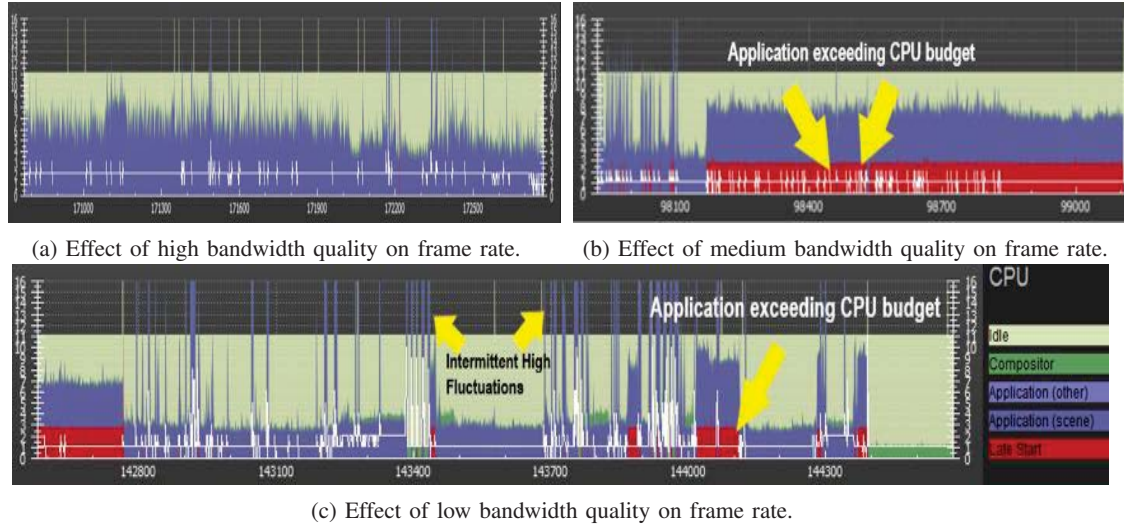 16
16
171000 171300 171600 171900 172200 172500
(a) Effect of high bandwidth quality on frame rate.
Application exceeding CPU budget
98100 98400 98700 99000
(b) Effect of medium bandwidth quality on frame rate.
Application exceeding CPU budget
Intermittent High
Fluctuations
142800 143100 143400 143700 144000 144300
CPU
Idle
Compositor
Application (other)
Application (scene)
Late Start
(c) Effect of low bandwidth quality on frame rate.